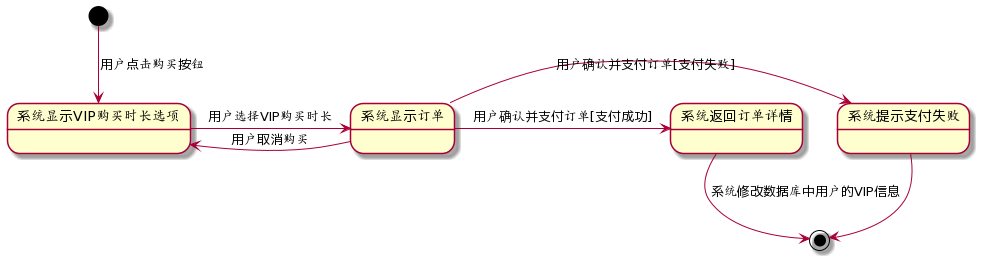 用户点击购买按钮
用户确认并支付订单[支付失败]
系统显示VIP购买时长选项
用户选择VIP购买时长
系统显示订单
用户确认并支付订单[支付成功]
系统返回订单详情
系统提示支付失败
用户取消购买
系统修改数据库中用户的VIP信息